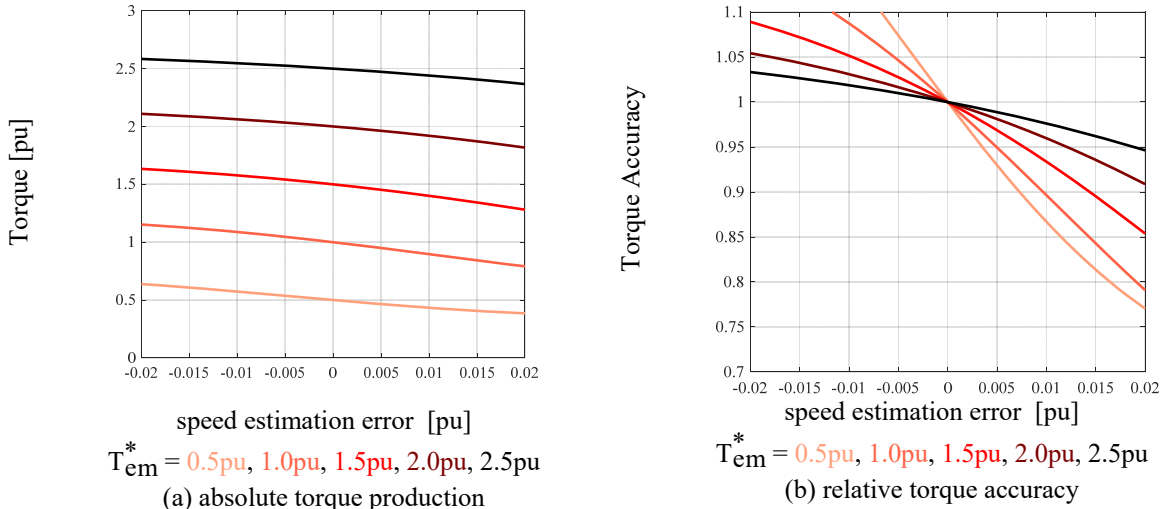 3
2.5
2
1.5
1
0.5
0
Torque [pu]
-0.02 -0.015 -0.01 -0.005 0 0.005 0.01 0.015 0.02
speed estimation error [pu]
T*em = 0.5pu, 1.0pu, 1.5pu, 2.0pu, 2.5pu
(a) absolute torque production
1.1
1.05
1
0.95
0.9
0.85
0.8
0.75
0.7
Torque Accuracy
-0.02 -0.015 -0.01 -0.005 0 0.005 0.01 0.015 0.02
speed estimation error [pu]
T*em = 0.5pu, 1.0pu, 1.5pu, 2.0pu, 2.5pu
(b) relative torque accuracy